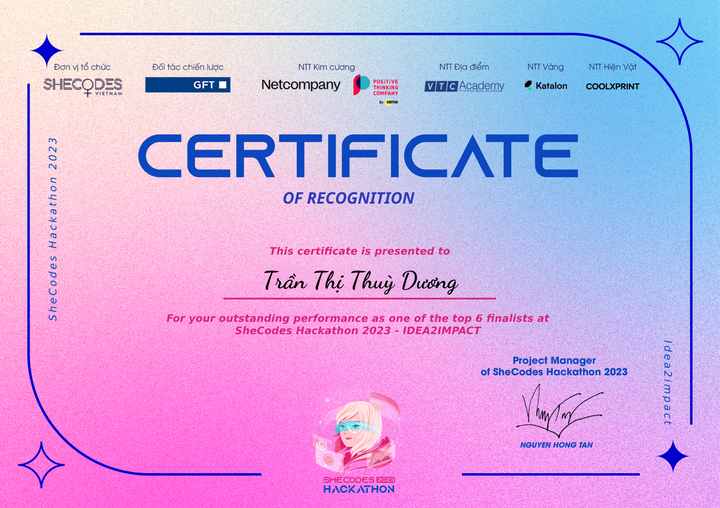 Đơn vị tổ chức
SHECODES
VIETNAM
Đối tác chiến lược
GFT
NTT Kim cương
Netcompany
POSITIVE
THINKING
COMPANY
NTT Địa điểm
VTC Academy
NTT Vàng
Katalon
NTT Hiện Vật
COOLXPRINT
CERTIFICATE
OF RECOGNITION
SheCodes Hackathon 2023
This certificate is presented to
Trần Thị Thuỳ Dương
For your outstanding performance as one of the top 6 finalists at
SheCodes Hackathon 2023 - IDEA2IMPACT
Idea2impact
Project Manager
of SheCodes Hackathon 2023
NGUYEN HONG TAN
SHECODES 2023
HACKATHON